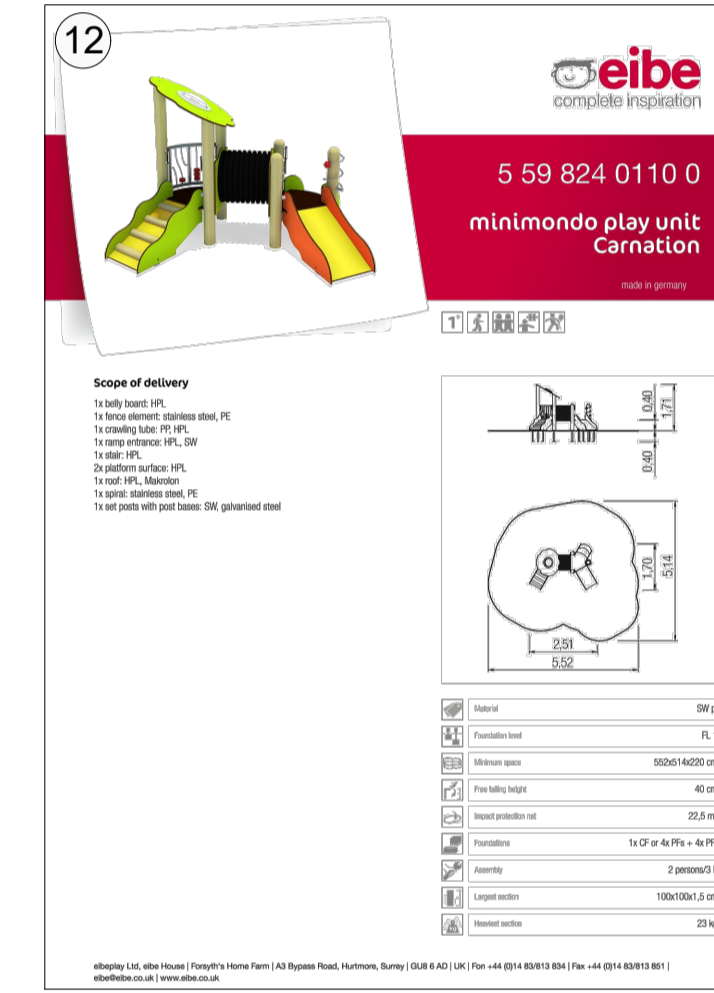 12
eibe
complete inspiration
5 59 824 0110 0
minimondo play unit
Carnation
made in germany
1+
Scope of delivery
1x belly board: HPL
1x fence element: stainless steel, PE
1x crawling tube: PP, HPL
1x ramp entrance: HPL, SW
1x stair: HPL
2x platform surface: HPL
1x roof: HPL, Makrolon
1x spiral: stainless steel, PE
1x set posts with post bases: SW, galvanised steel
0,40
1,71
0,40
1,70
5,14
2,51
5,52
Material SW p
Foundation level FL
Minimum space 552x514x220 cm
Free falling height 40 cm
Impact protection mat 22,5 m
Foundations 1x CF or 4x PFs + 4x PF
Assembly 2 persons/3
Largest section 100x100x1,5 cm
Heaviest section 23 k
eibeplay Ltd, eibe House | Forsyth's Home Farm | A3 Bypass Road, Hurtmore, Surrey | GU8 6 AD | UK | Fon +44 (0)14 83/813 834 | Fax +44 (0)14 83/813 851 |
eibe@eibe.co.uk | www.eibe.co.uk